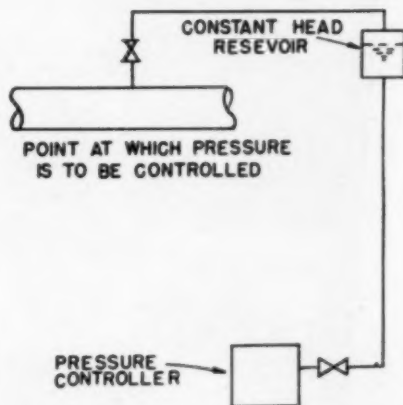 CONSTANT HEAD
RESEVOIR
POINT AT WHICH PRESSURE
IS TO BE CONTROLLED
PRESSURE
CONTROLLER